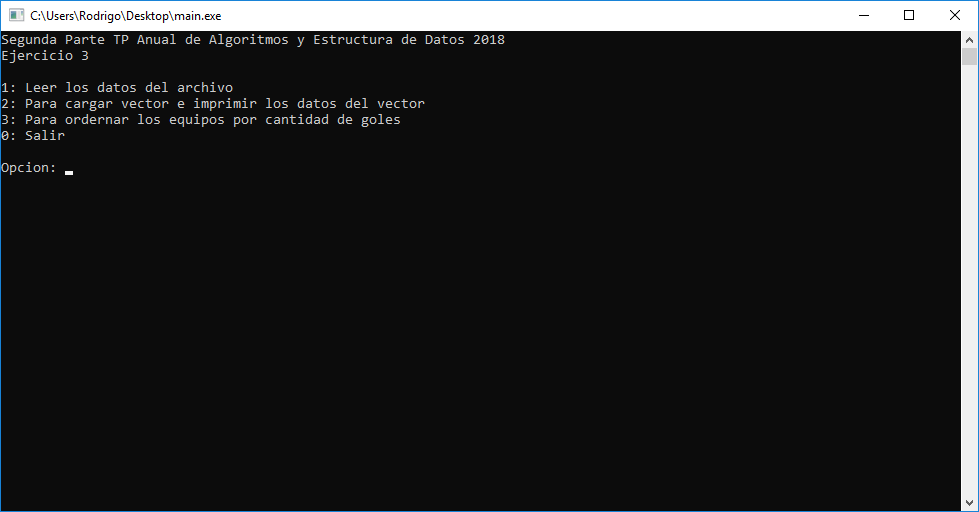 C:\Users\Rodrigo\Desktop\main.exe
Segunda Parte TP Anual de Algoritmos y Estructura de Datos 2018
Ejercicio 3
1: Leer los datos del archivo
2: Para cargar vector e imprimir los datos del vector
3: Para ordernar los equipos por cantidad de goles
0: Salir
Opcion: